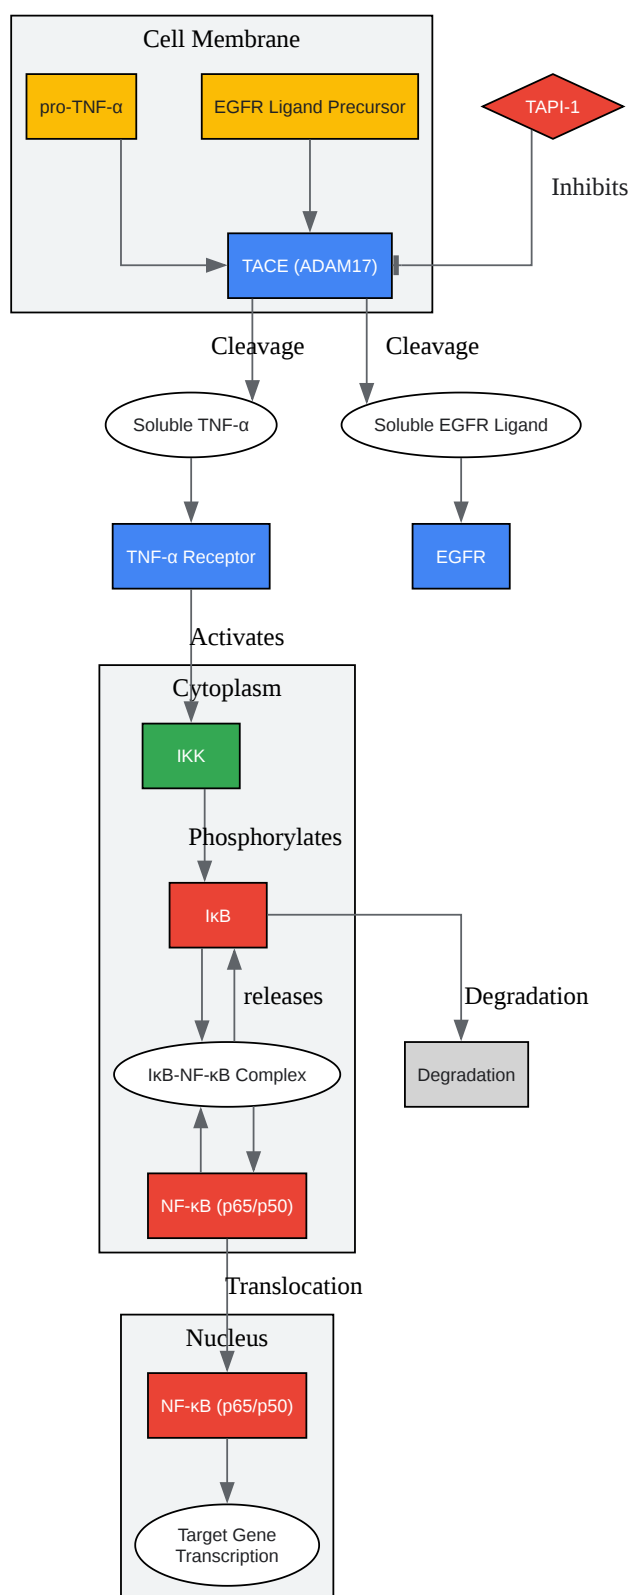 Cell Membrane
pro-TNF-α
EGFR Ligand Precursor
TAPI-1
Inhibits
TACE (ADAM17)
Cleavage
Cleavage
Soluble TNF-α
Soluble EGFR Ligand
TNF-α Receptor
EGFR
Activates
Cytoplasm
IKK
Phosphorylates
IκB
releases
Degradation
IκB-NF-κB Complex
Degradation
NF-κB (p65/p50)
Translocation
Nucleus
NF-κB (p65/p50)
Target Gene
Transcription